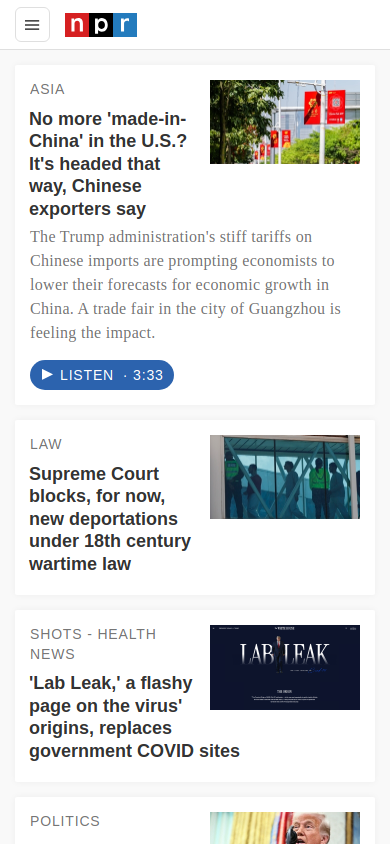 npr
ASIA
No more 'made-in-
China' in the U.S.?
It's headed that
way, Chinese
exporters say
The Trump administration's stiff tariffs on
Chinese imports are prompting economists to
lower their forecasts for economic growth in
China. A trade fair in the city of Guangzhou is
feeling the impact.
LISTEN · 3:33
LAW
Supreme Court
blocks, for now,
new deportations
under 18th century
wartime law
SHOTS - HEALTH
NEWS
LAB LEAK
'Lab Leak,' a flashy
page on the virus'
origins, replaces
government COVID sites
POLITICS